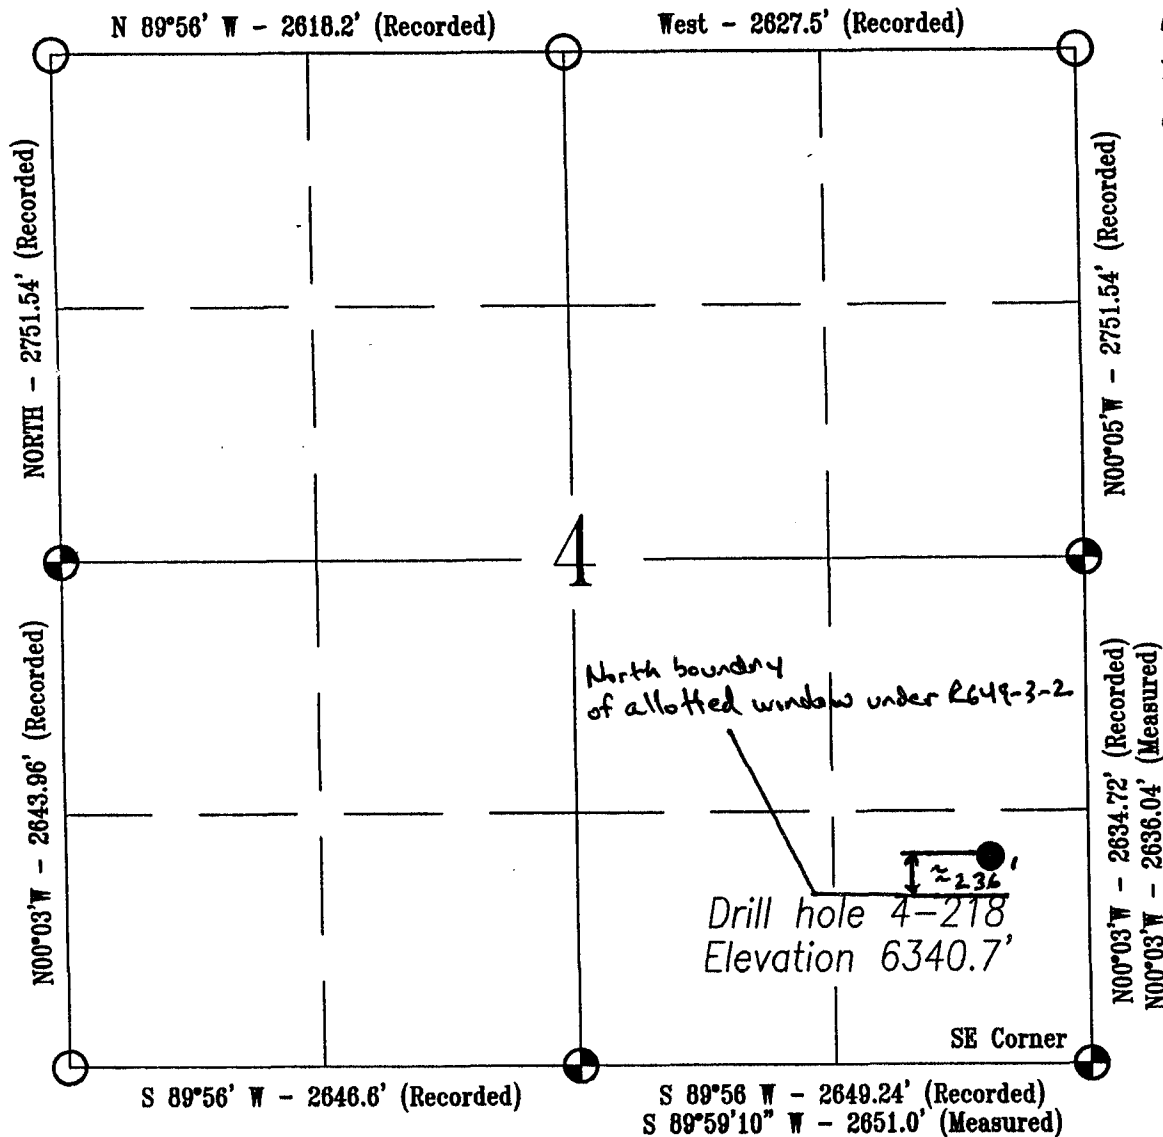 N 89°56' W - 2618.2' (Recorded)
West - 2627.5' (Recorded)
NORTH - 2751.54' (Recorded)
N00°05'W - 2751.54' (Recorded)
4
North boundry
of allotted window under R649-3-2
N00°03'W - 2643.96' (Recorded)
N00°03'W - 2634.72' (Recorded)
N00°03'W - 2636.04' (Measured)
≈236'
Drill hole 4-218
Elevation 6340.7'
SE Corner
S 89°56' W - 2646.6' (Recorded)
S 89°56 W - 2649.24' (Recorded)
S 89°59'10" W - 2651.0' (Measured)